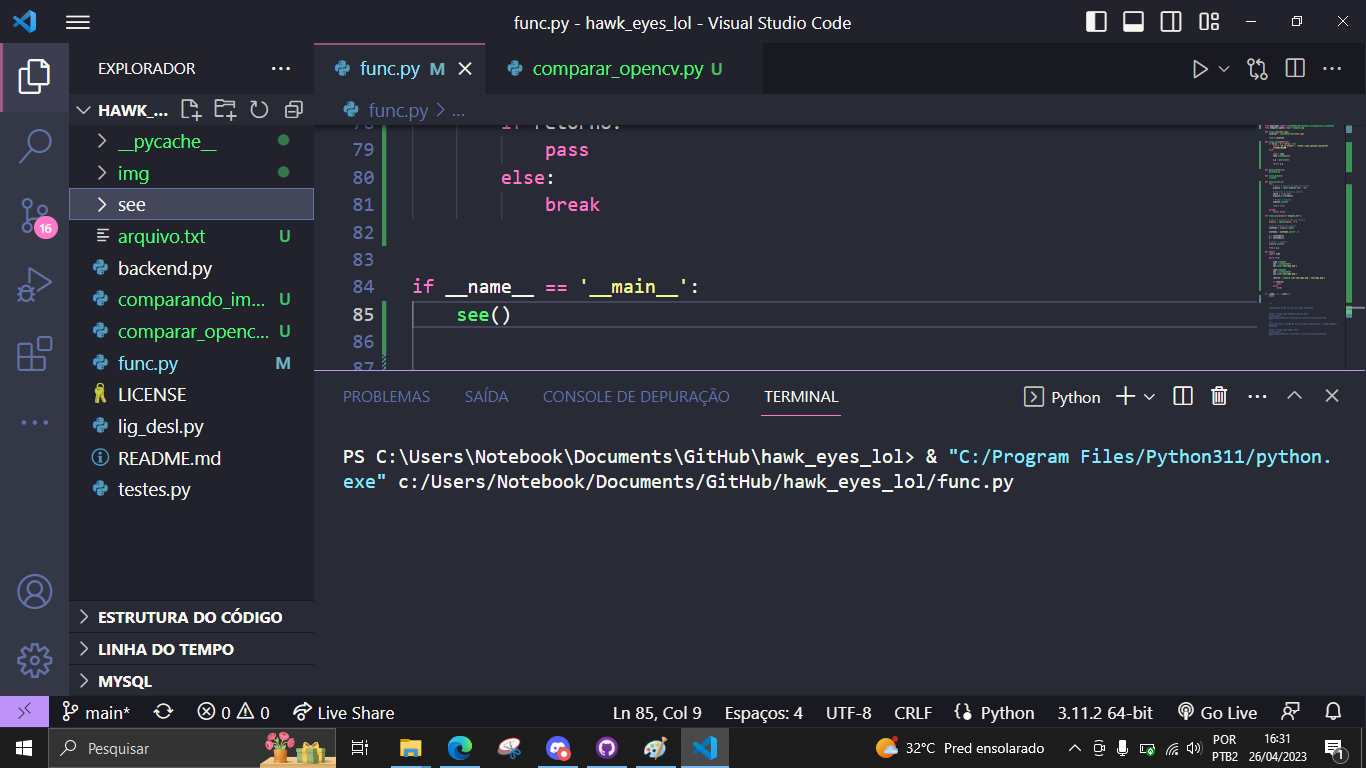 func.py - hawk_eyes_lol - Visual Studio Code
EXPLORADOR
func.py M
comparar_opencv.py U
HAWK_...
func.py > ...
__pycache__
img
see
arquivo.txt U
backend.py
comparando_im... U
comparar_openc... U
func.py M
LICENSE
lig_desl.py
README.md
testes.py
ESTRUTURA DO CÓDIGO
LINHA DO TEMPO
MYSQL
16
78 if retorno:
79 pass
80 else:
81 break
82
83
84 if __name__ == '__main__':
85 see()
86
87
PROBLEMAS SAÍDA CONSOLE DE DEPURAÇÃO TERMINAL Python
PS C:\Users\Notebook\Documents\GitHub\hawk_eyes_lol> & "C:/Program Files/Python311/python.
exe" c:/Users/Notebook/Documents/GitHub/hawk_eyes_lol/func.py
main* 0 0 Live Share Ln 85, Col 9 Espaços: 4 UTF-8 CRLF Python 3.11.2 64-bit Go Live
Pesquisar 32°C Pred ensolarado POR PTB2 16:31 26/04/2023 1